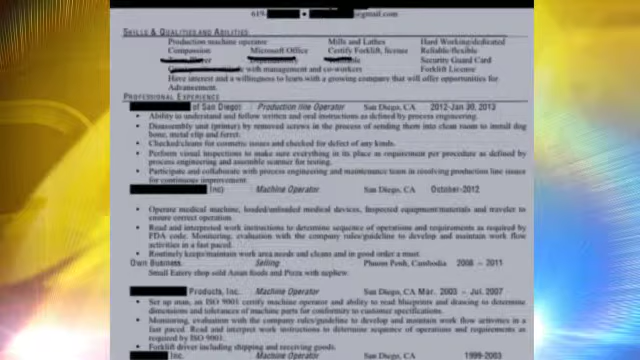 619- • @gmail.com
SKILLS & QUALITIES AND ABILITIES
Production machine operator Mills and Lathes Hard Working/dedicated
Compassion Microsoft Office Certify Forklift, license Reliable/flexible
Security Guard Card
with management and co-workers Forklift License
Have interest and a willingness to learn with a growing company that will offer opportunities for
Advancement.
PROFESSIONAL EXPERIENCE
of San Diego) Production line Operator San Diego, CA 2012-Jan 30, 2013
• Ability to understand and follow written and oral instructions as defined by process engineering.
• Disassembly unit (printer) by removed screws in the process of sending them into clean room to install dog
bone, metal slip and ferret.
• Checked/cleans for cosmetic issues and checked for defect of any kinds.
• Perform visual inspections to make sure everything in its place as requirement per procedure as defined by
process engineering and assemble scanner for testing.
• Participate and collaborate with process engineering and maintenance team in resolving production line issues
for continuous improvement.
Inc Machine Operator San Diego, CA October-2012
• Operate medical machine, loaded/unloaded medical devices, Inspected equipment/materials and traveler to
ensure correct operation.
• Read and interpreted work instructions to determine sequence of operations and requirements as required by
FDA code. Monitoring, evaluation with the company rules/guideline to develop and maintain work flow
activities in a fast paced.
• Routinely keeps/maintain work area needs and cleans and in good order a must.
Own Business Selling Phnom Penh, Cambodia 2008 – 2011
Small Eatery shop sold Asian foods and Pizza with nephew.
Products, Inc. Machine Operator San Diego, CA Mar. 2003 – Jul. 2007
• Set up man, an ISO 9001 certify machine operator and ability to read blueprints and drawing to determine
dimensions and tolerances of machine parts for conformity to customer specifications.
• Monitoring, evaluation with the company rules/guideline to develop and maintain work flow activities in a
fast paced. Read and interpret work instructions to determine sequence of operations and requirements as
required by ISO 9001.
• Forklift driver including shipping and receiving goods.
Inc. Machine Operator San Diego, CA 1999-2003